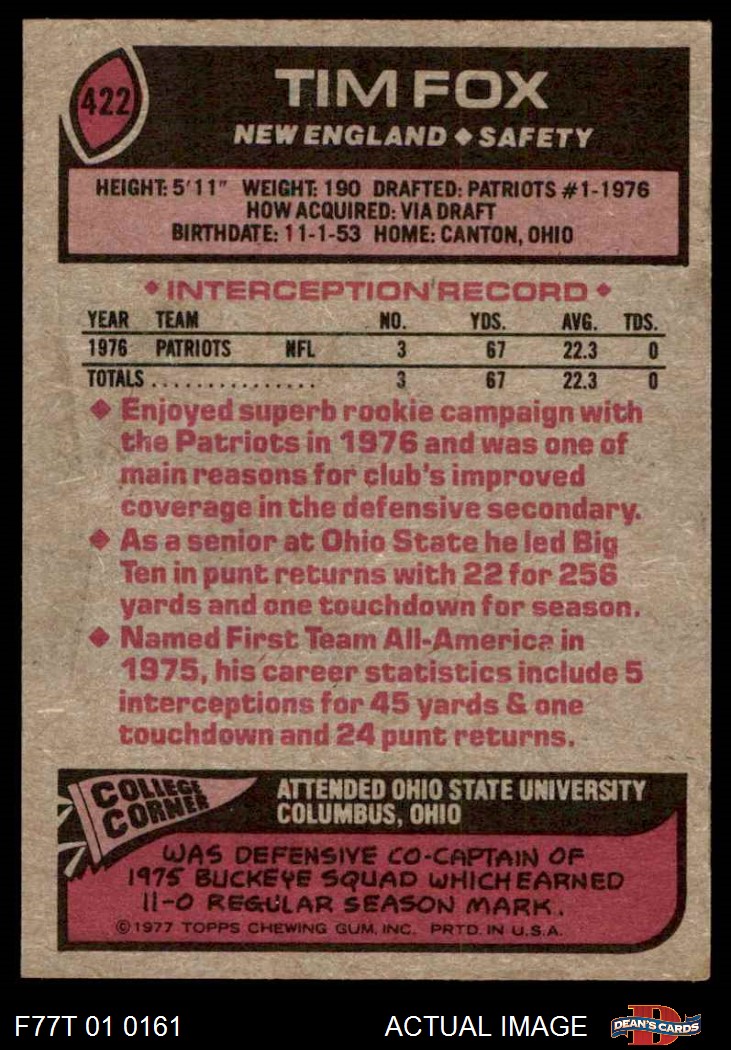 422
TIM FOX
NEW ENGLAND ◆ SAFETY
HEIGHT: 5'11" WEIGHT: 190 DRAFTED: PATRIOTS #1-1976
HOW ACQUIRED: VIA DRAFT
BIRTHDATE: 11-1-53 HOME: CANTON, OHIO
◆ INTERCEPTION RECORD ◆
YEAR TEAM NO. YDS. AVG. TDS.
1976 PATRIOTS NFL 3 67 22.3 0
TOTALS ................ 3 67 22.3 0
◆ Enjoyed superb rookie campaign with
the Patriots in 1976 and was one of
main reasons for club's improved
coverage in the defensive secondary.
◆ As a senior at Ohio State he led Big
Ten in punt returns with 22 for 256
yards and one touchdown for season.
◆ Named First Team All-America in
1975, his career statistics include 5
interceptions for 45 yards & one
touchdown and 24 punt returns.
COLLEGE
CORNER
ATTENDED OHIO STATE UNIVERSITY
COLUMBUS, OHIO
WAS DEFENSIVE CO-CAPTAIN OF
1975 BUCKEYE SQUAD WHICH EARNED
11-0 REGULAR SEASON MARK.
© 1977 TOPPS CHEWING GUM, INC. PRTD. IN U.S.A.
F77T 01 0161 ACTUAL IMAGE
D
DEAN'S CARDS